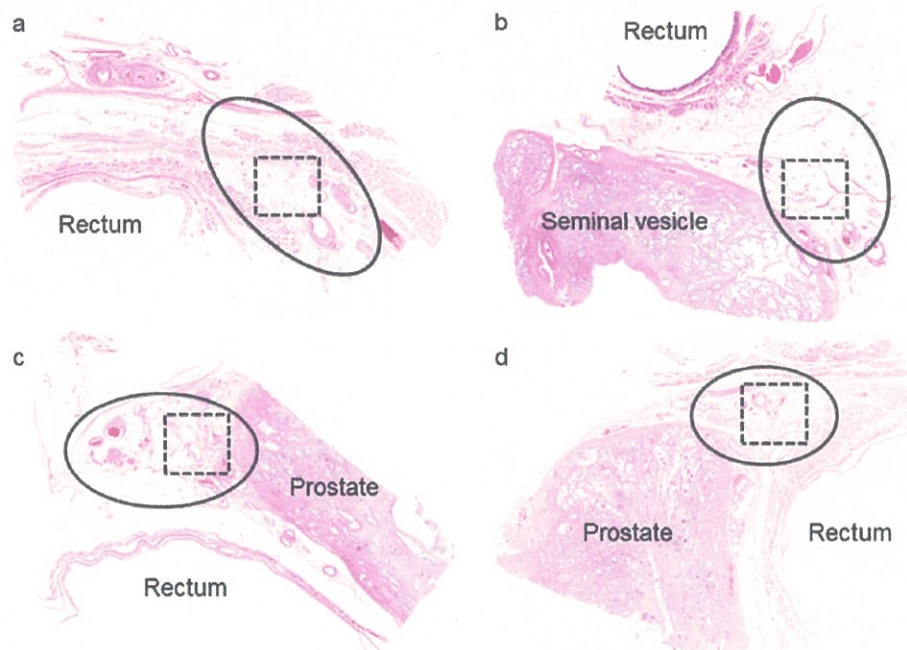 a
Rectum
b
Rectum
Seminal vesicle
c
Prostate
Rectum
d
Prostate
Rectum